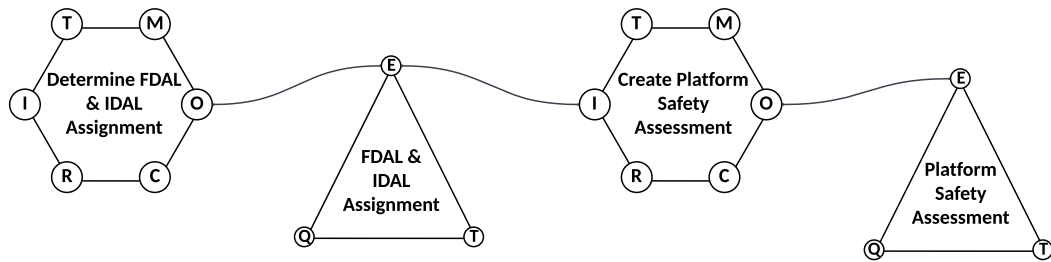 T M
Determine FDAL
& IDAL
Assignment
I O
R C
E
FDAL &
IDAL
Assignment
Q T
T M
Create Platform
Safety
Assessment
I O
R C
E
Platform
Safety
Assessment
Q T